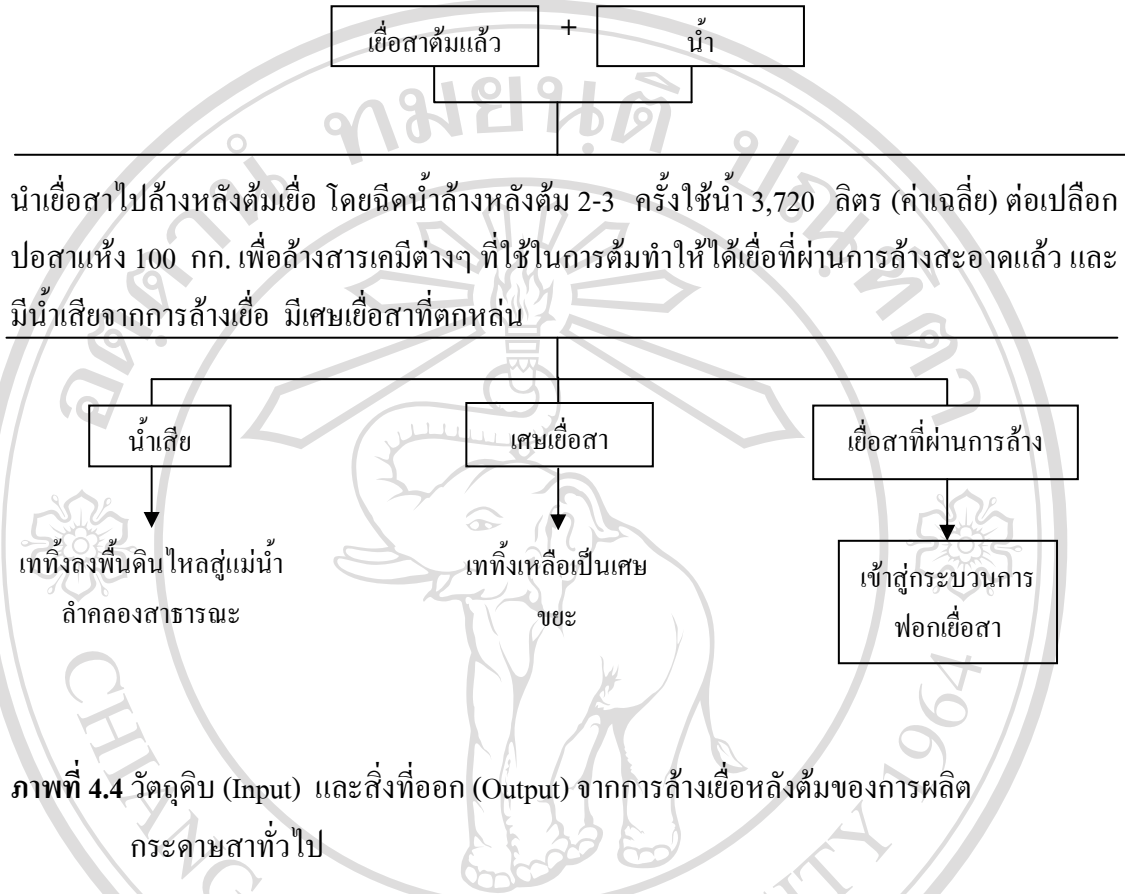 เยื่อสาต้มแล้ว + น้ำ
นำเยื่อสาไปล้างหลังต้มเยื่อ โดยฉีดน้ำล้างหลังต้ม 2-3 ครั้งใช้น้ำ 3,720 ลิตร (ค่าเฉลี่ย) ต่อเปลือก
ปอสาแห้ง 100 กก. เพื่อล้างสารเคมีต่างๆ ที่ใช้ในการต้มทำให้ได้เยื่อที่ผ่านการล้างสะอาดแล้ว และ
มีน้ำเสียจากการล้างเยื่อ มีเศษเยื่อสาที่ตกหล่น
น้ำเสีย
เศษเยื่อสา
เยื่อสาที่ผ่านการล้าง
เททิ้งลงพื้นดินไหลสู่แม่น้ำ
ลำคลองสาธารณะ
เททิ้งเหลือเป็นเศษ
ขยะ
เข้าสู่กระบวนการ
ฟอกเยื่อสา
ภาพที่ 4.4 วัตถุดิบ (Input) และสิ่งที่ออก (Output) จากการล้างเยื่อหลังต้มของการผลิต
กระดาษสาทั่วไป
อตฺตานํ ทมยนฺติ ปณฺฑิตา
CHIANG
1964